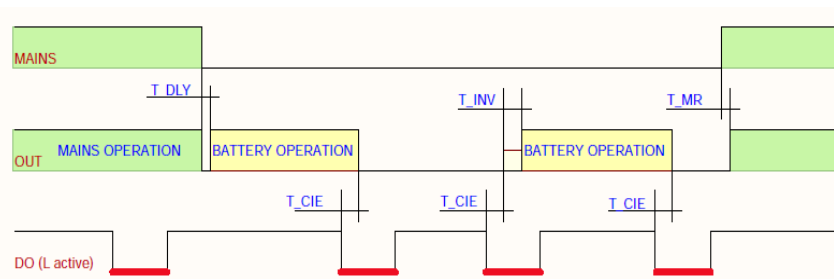 MAINS
T_DLY
T_INV
T_MR
MAINS OPERATION
BATTERY OPERATION
BATTERY OPERATION
OUT
T_CIE
T_CIE
T_CIE
DO (L active)